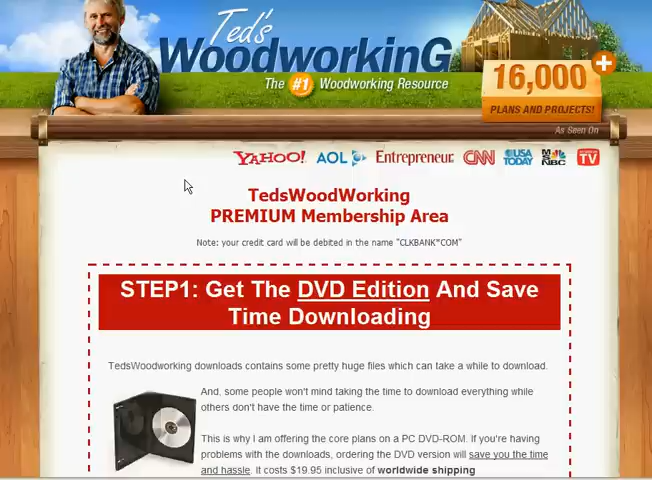 Ted's
WoodworkinG
The #1 Woodworking Resource
16,000
PLANS AND PROJECTS!
As Seen On
YAHOO! AOL Entrepreneur CNN USA TODAY MSNBC AS SEEN ON TV
TedsWoodWorking
PREMIUM Membership Area
Note: your credit card will be debited in the name "CLKBANK*COM"
STEP1: Get The DVD Edition And Save
Time Downloading
TedsWoodworking downloads contains some pretty huge files which can take a while to download.
And, some people won't mind taking the time to download everything while
others don't have the time or patience.
This is why I am offering the core plans on a PC DVD-ROM. If you're having
problems with the downloads, ordering the DVD version will save you the time
and hassle. It costs $19.95 inclusive of worldwide shipping